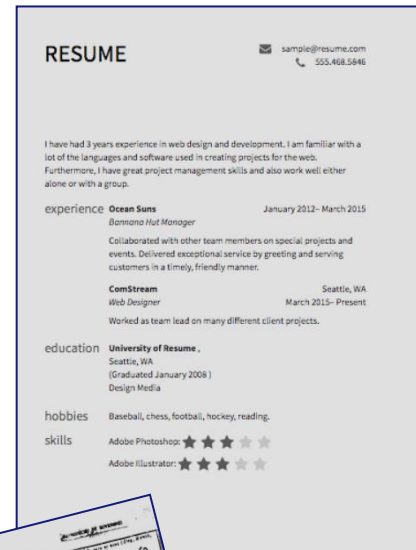 RESUME
sample@resume.com
555.468.5846
I have had 3 years experience in web design and development. I am familiar with a
lot of the languages and software used in creating projects for the web.
Furthermore, I have great project management skills and also work well either
alone or with a group.
experience Ocean Suns January 2012– March 2015
Bannana Hut Manager
Collaborated with other team members on special projects and
events. Delivered exceptional service by greeting and serving
customers in a timely, friendly manner.
ComStream Seattle, WA
Web Designer March 2015– Present
Worked as team lead on many different client projects.
education University of Resume ,
Seattle, WA
(Graduated January 2008 )
Design Media
hobbies Baseball, chess, football, hockey, reading.
skills Adobe Photoshop:
Adobe Illustrator: